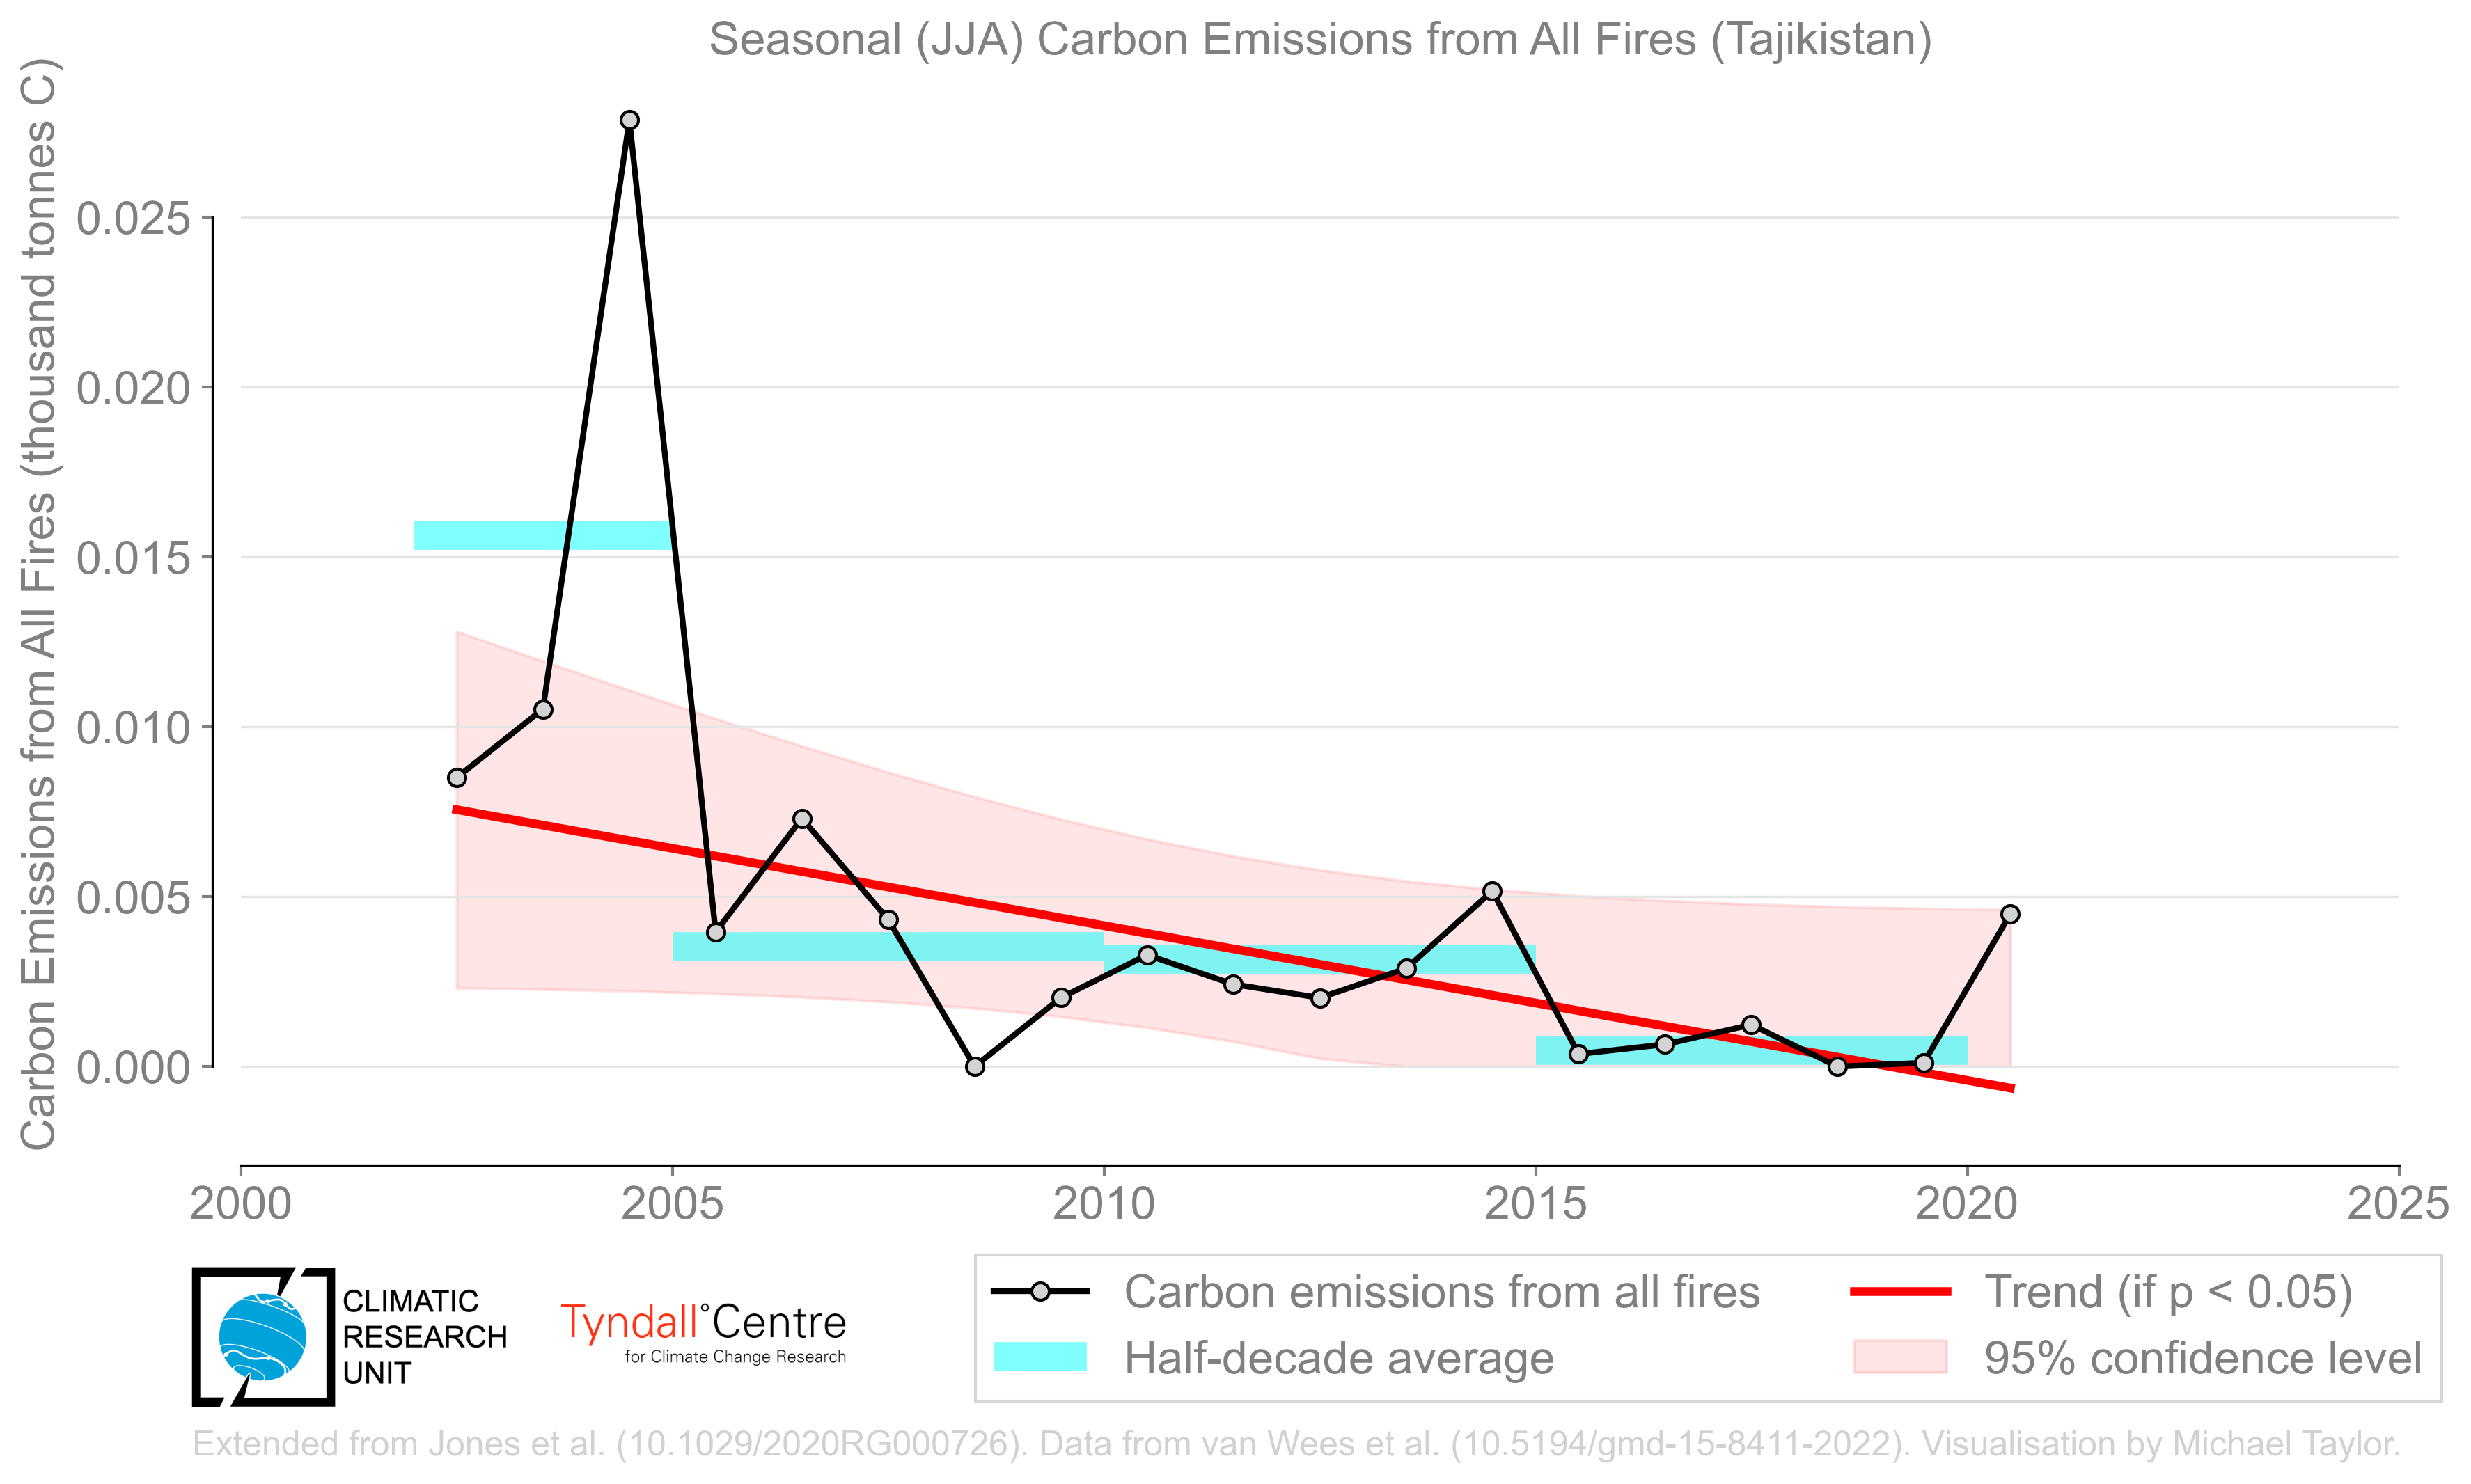 Seasonal (JJA) Carbon Emissions from All Fires (Tajikistan)
Carbon Emissions from All Fires (thousand tonnes C)
0.025
0.020
0.015
0.010
0.005
0.000
2000 2005 2010 2015 2020 2025
CLIMATIC
RESEARCH
UNIT
Tyndall°Centre
for Climate Change Research
Carbon emissions from all fires
Half-decade average
Trend (if p < 0.05)
95% confidence level
Extended from Jones et al. (10.1029/2020RG000726). Data from van Wees et al. (10.5194/gmd-15-8411-2022). Visualisation by Michael Taylor.